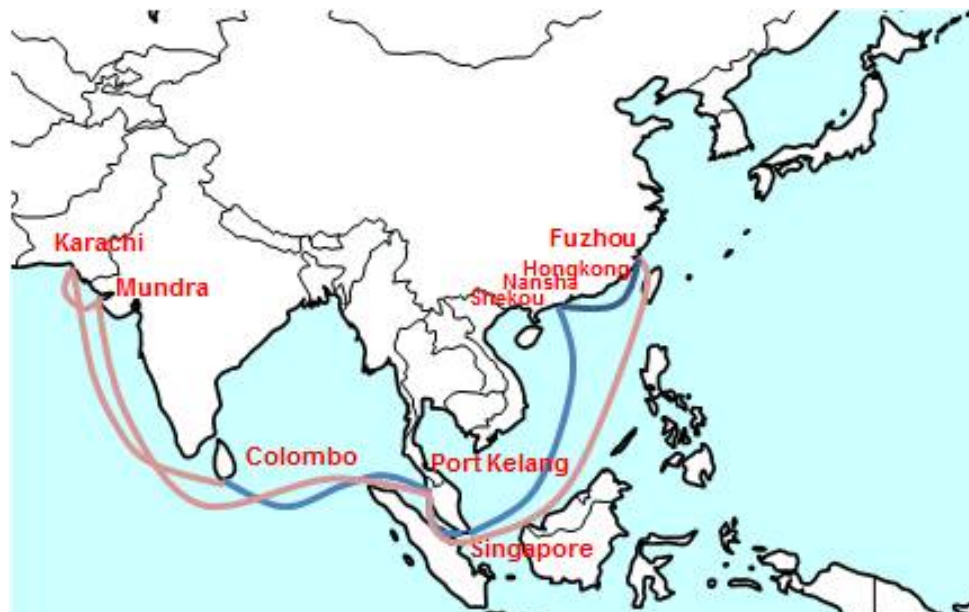 Fuzhou
Karachi
Hongkong
Nansha
Mundra
Shekou
Colombo
Port Kelang
Singapore